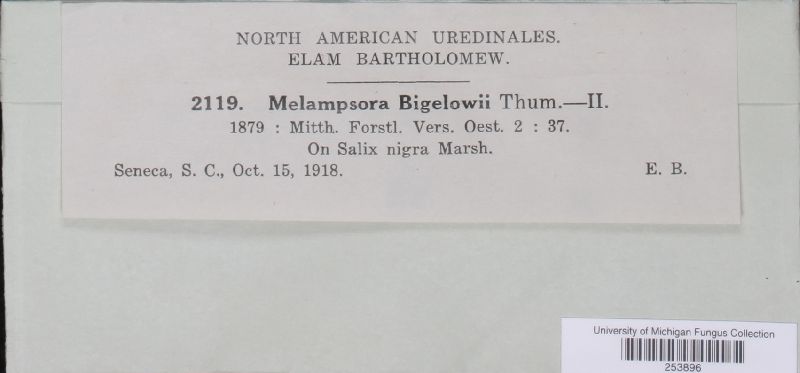 NORTH AMERICAN UREDINALES.
ELAM BARTHOLOMEW.
2119. Melampsora Bigelowii Thum.—II.
1879 : Mitth. Forstl. Vers. Oest. 2 : 37.
On Salix nigra Marsh.
Seneca, S. C., Oct. 15, 1918. E. B.
University of Michigan Fungus Collection
253896